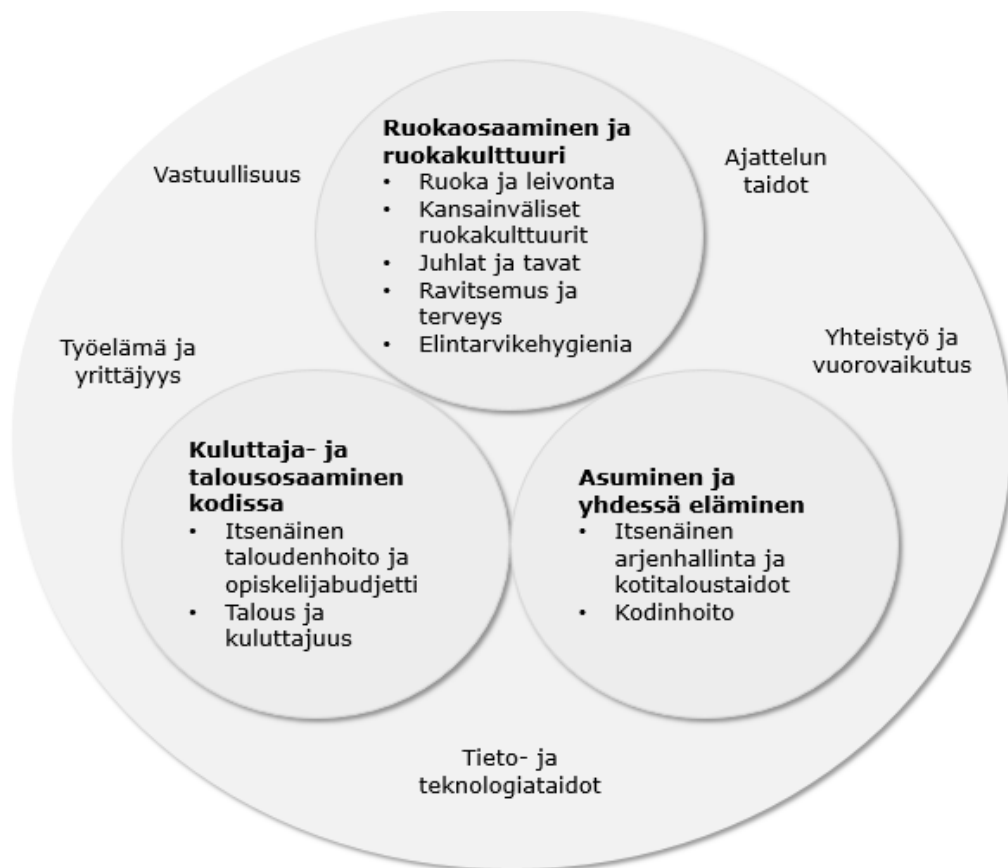 Ruokaosaaminen ja
ruokakulttuuri
• Ruoka ja leivonta
• Kansainväliset
ruokakulttuurit
• Juhlat ja tavat
• Ravitsemus ja
terveys
• Elintarvikehygienia
Vastuullisuus
Ajattelun
taidot
Työelämä ja
yrittäjyys
Yhteistyö ja
vuorovaikutus
Kuluttaja- ja
talousosaaminen
kodissa
• Itsenäinen
taloudenhoito ja
opiskelijabudjetti
• Talous ja
kuluttajuus
Asuminen ja
yhdessä eläminen
• Itsenäinen
arjenhallinta ja
kotitaloustaidot
• Kodinhoito
Tieto- ja
teknologiataidot